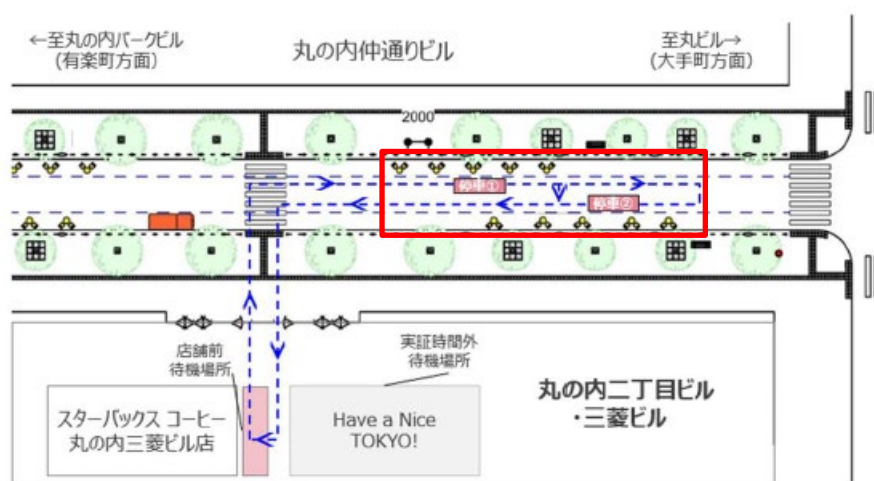 ←至丸の内パークビル
(有楽町方面)
丸の内仲通りビル
至丸ビル→
(大手町方面)
2000
停車①
停車②
店舗前
待機場所
実証時間外
待機場所
スターバックス コーヒー
丸の内三菱ビル店
Have a Nice
TOKYO!
丸の内二丁目ビル
・三菱ビル